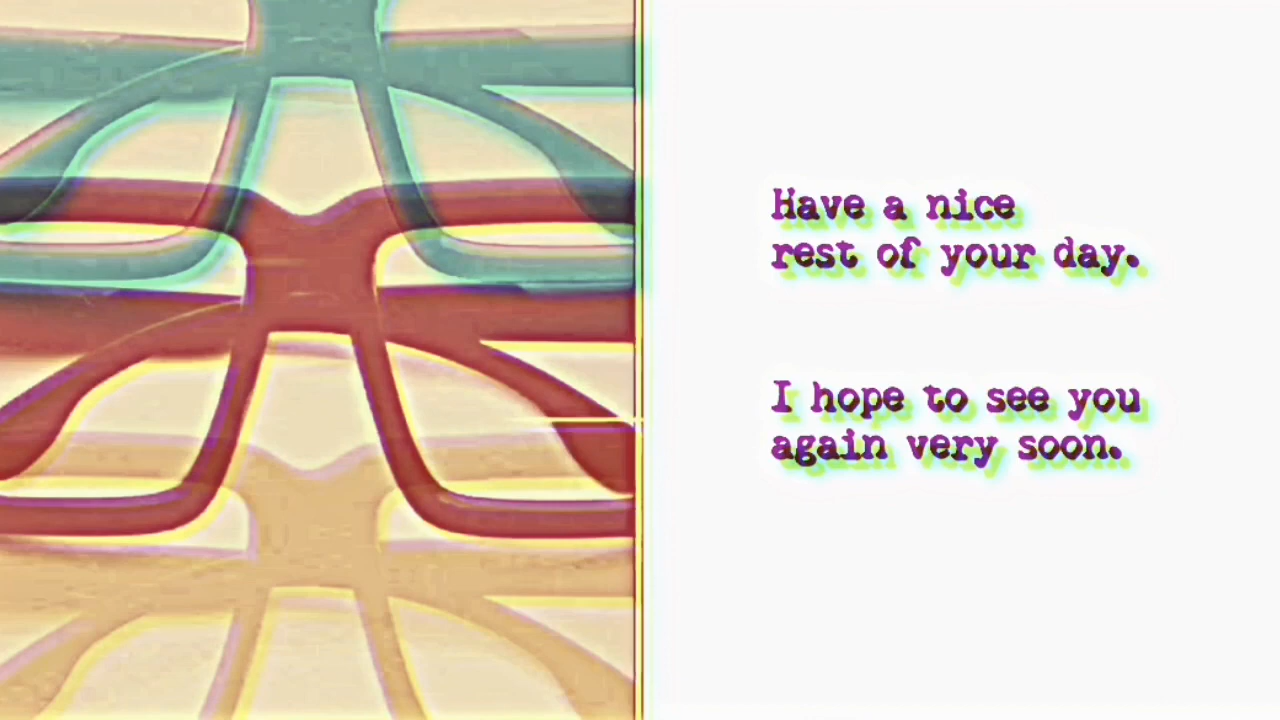 Have a nice
rest of your day.
I hope to see you
again very soon.